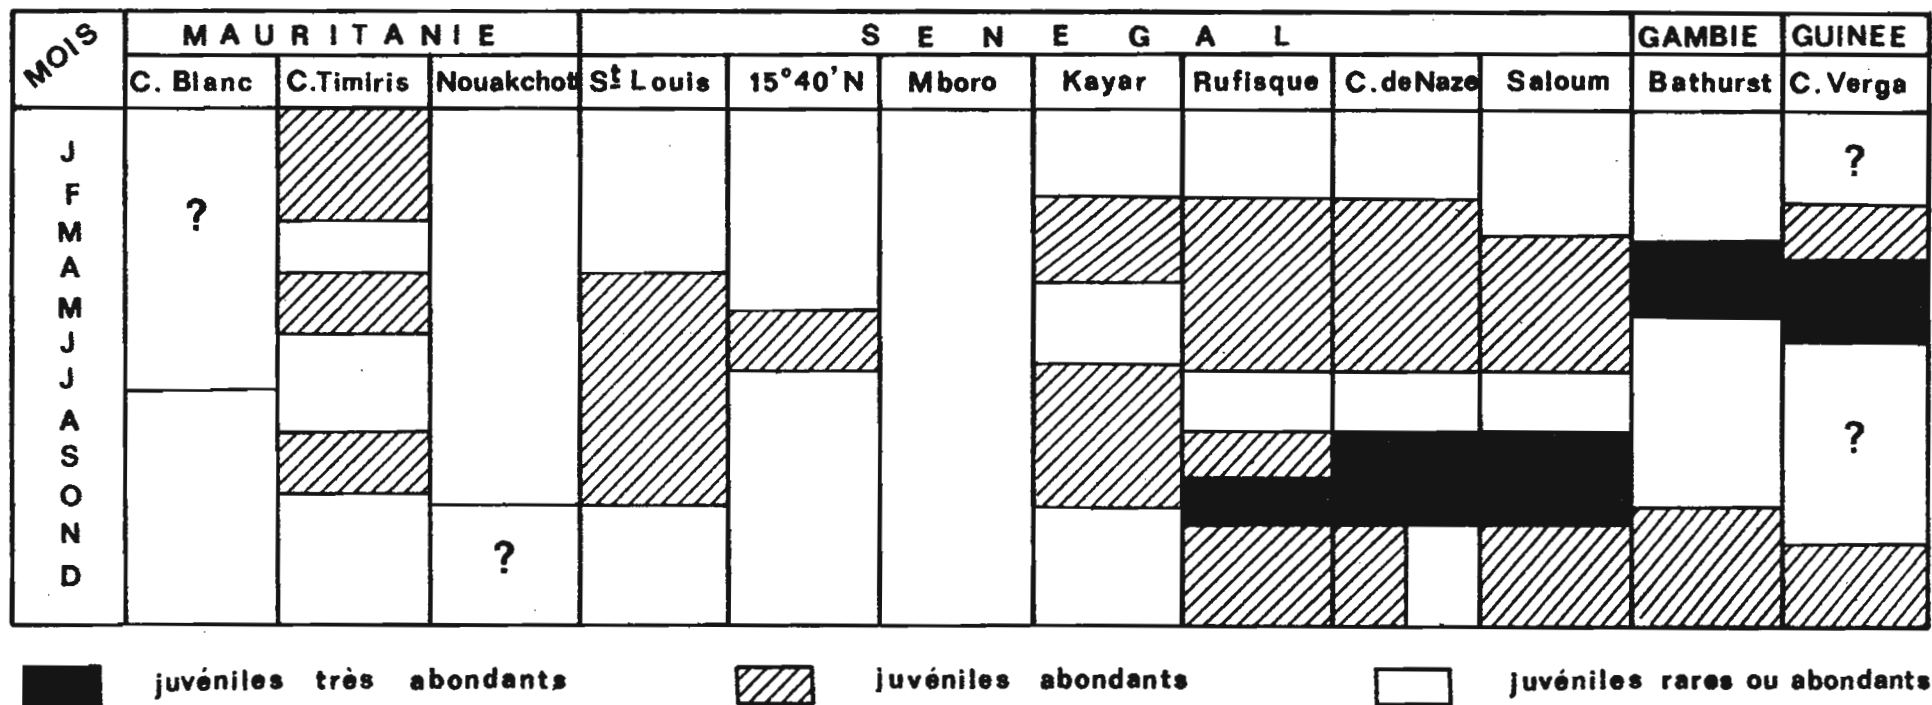 MOIS
MAURITANIE SENEGAL GAMBIE GUINEE
C. Blanc C.Timiris Nouakchot St Louis 15°40'N Mboro Kayar Rufisque C.deNaze Saloum Bathurst C. Verga
J ?
F
? 
M
A
M
J
J
A
S ?
O
N
?
D
juvéniles très abondants juvéniles abondants juvéniles rares ou abondants